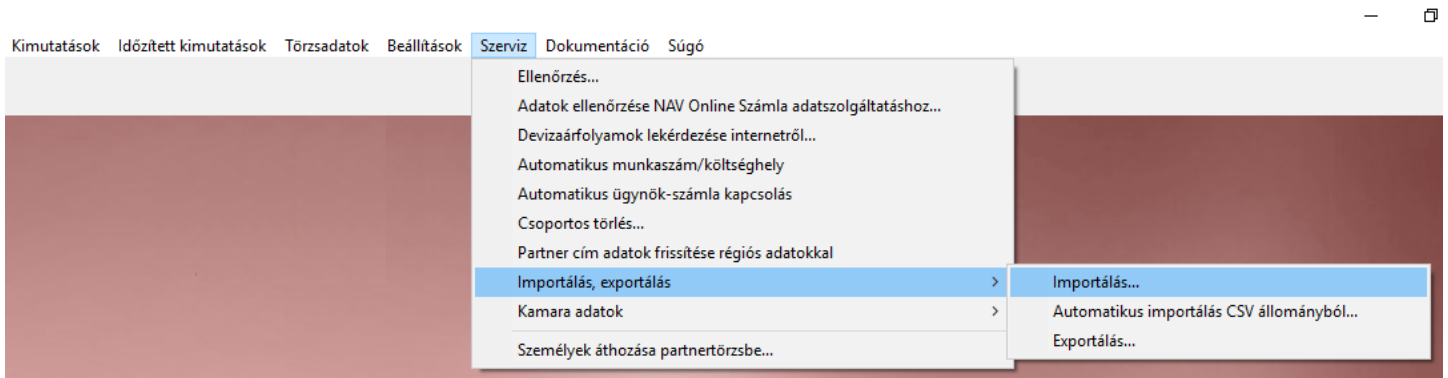 Kimutatások Időzített kimutatások Törzsadatok Beállítások Szerviz Dokumentáció Súgó
Ellenőrzés...
Adatok ellenőrzése NAV Online Számla adatszolgáltatáshoz...
Devizaárfolyamok lekérdezése internetről...
Automatikus munkaszám/költséghely
Automatikus ügynök-számla kapcsolás
Csoportos törlés...
Partner cím adatok frissítése régiós adatokkal
Importálás, exportálás
Importálás...
Kamara adatok
Automatikus importálás CSV állományból...
Exportálás...
Személyek áthozása partnertörzsbe...